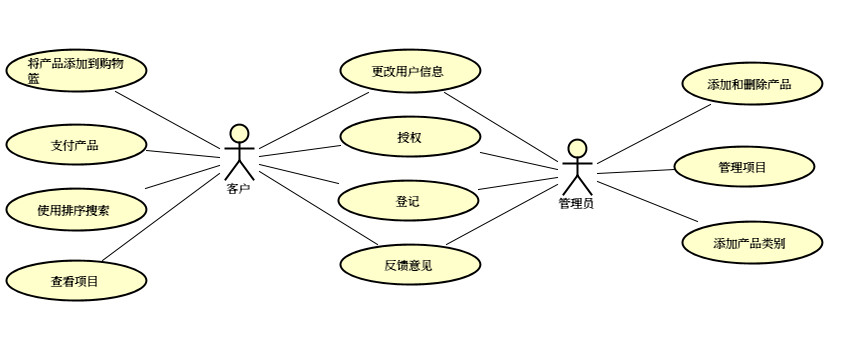 将产品添加到购物
篮
支付产品
使用排序搜索
查看项目
客户
更改用户信息
授权
登记
反馈意见
管理员
添加和删除产品
管理项目
添加产品类别